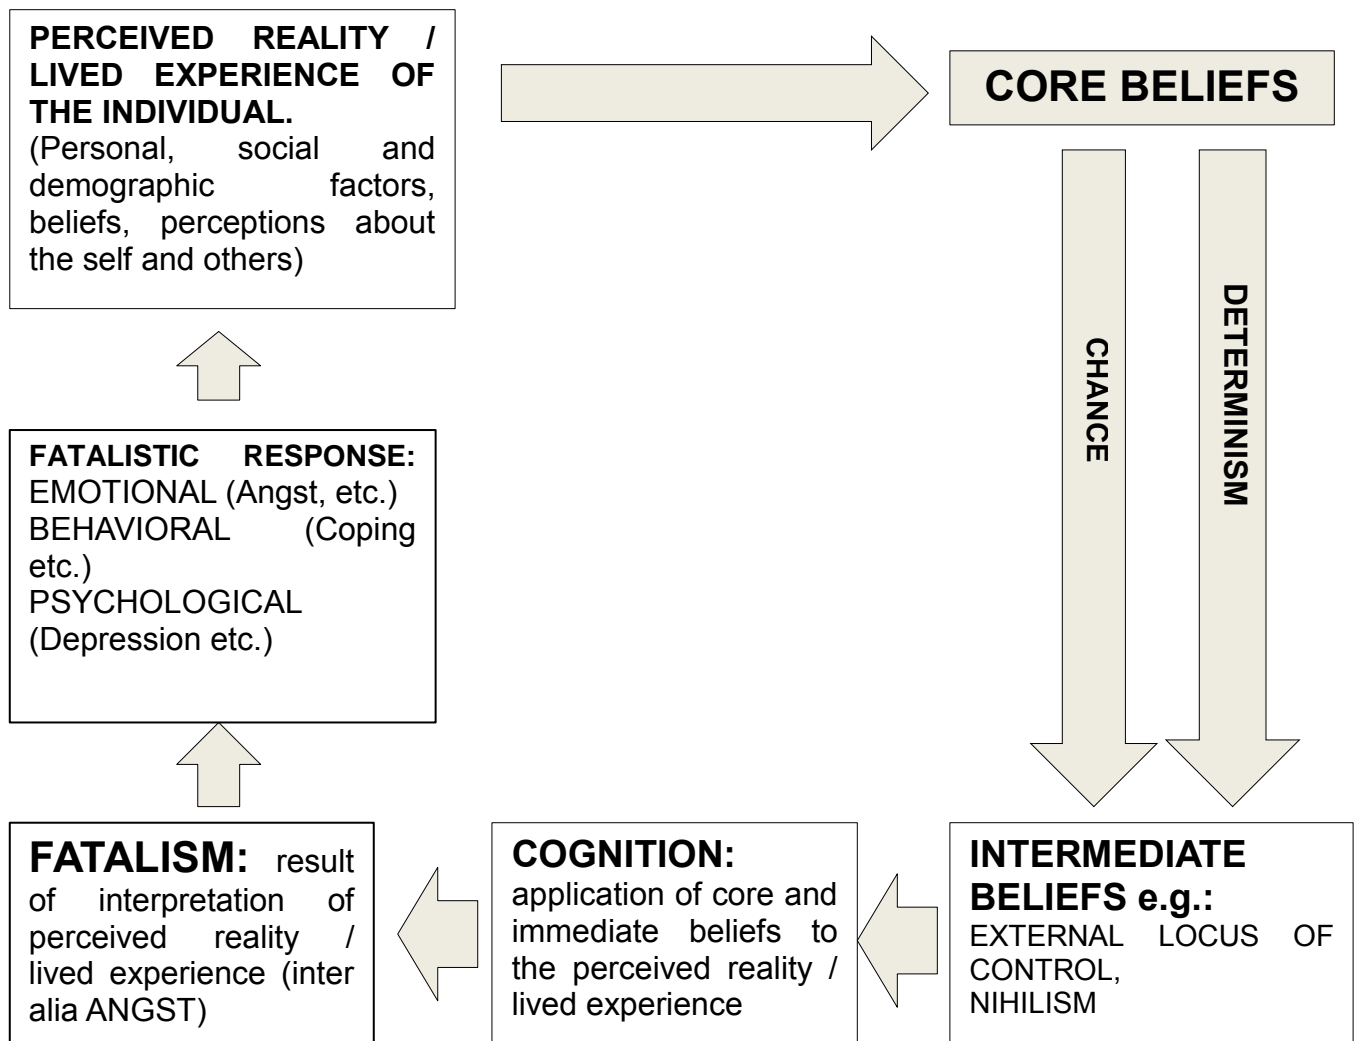 PERCEIVED REALITY /
LIVED EXPERIENCE OF
THE INDIVIDUAL.
(Personal, social and
demographic factors,
beliefs, perceptions about
the self and others)
CORE BELIEFS
CHANCE
DETERMINISM
FATALISTIC RESPONSE:
EMOTIONAL (Angst, etc.)
BEHAVIORAL (Coping
etc.)
PSYCHOLOGICAL
(Depression etc.)
FATALISM: result
of interpretation of
perceived reality /
lived experience (inter
alia ANGST)
COGNITION:
application of core and
immediate beliefs to
the perceived reality /
lived experience
INTERMEDIATE
BELIEFS e.g.:
EXTERNAL LOCUS OF
CONTROL,
NIHILISM